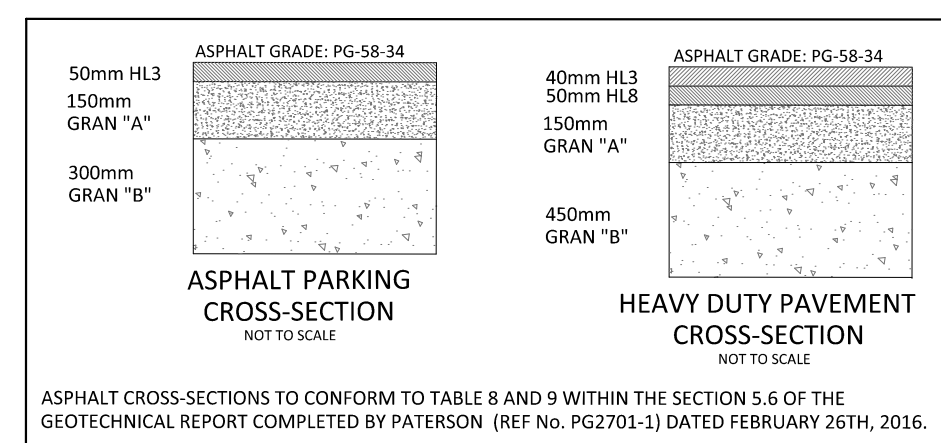 ASPHALT GRADE: PG-58-34
50mm HL3
150mm
GRAN "A"
300mm
GRAN "B"
ASPHALT PARKING
CROSS-SECTION
NOT TO SCALE
ASPHALT GRADE: PG-58-34
40mm HL3
50mm HL8
150mm
GRAN "A"
450mm
GRAN "B"
HEAVY DUTY PAVEMENT
CROSS-SECTION
NOT TO SCALE
ASPHALT CROSS-SECTIONS TO CONFORM TO TABLE 8 AND 9 WITHIN THE SECTION 5.6 OF THE
GEOTECHNICAL REPORT COMPLETED BY PATERSON (REF No. PG2701-1) DATED FEBRUARY 26TH, 2016.